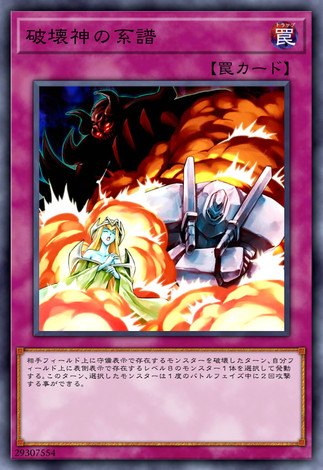 破壊神の系譜
トラップ
罠
【罠カード】
相手フィールド上に守備表示で存在するモンスターを破壊したターン、自分フ
ィールド上に表側表示で存在するレベル8のモンスター1体を選択して発動
する。このターン、選択したモンスターは1度のバトルフェイズ中に2回攻撃
する事ができる。
29307554